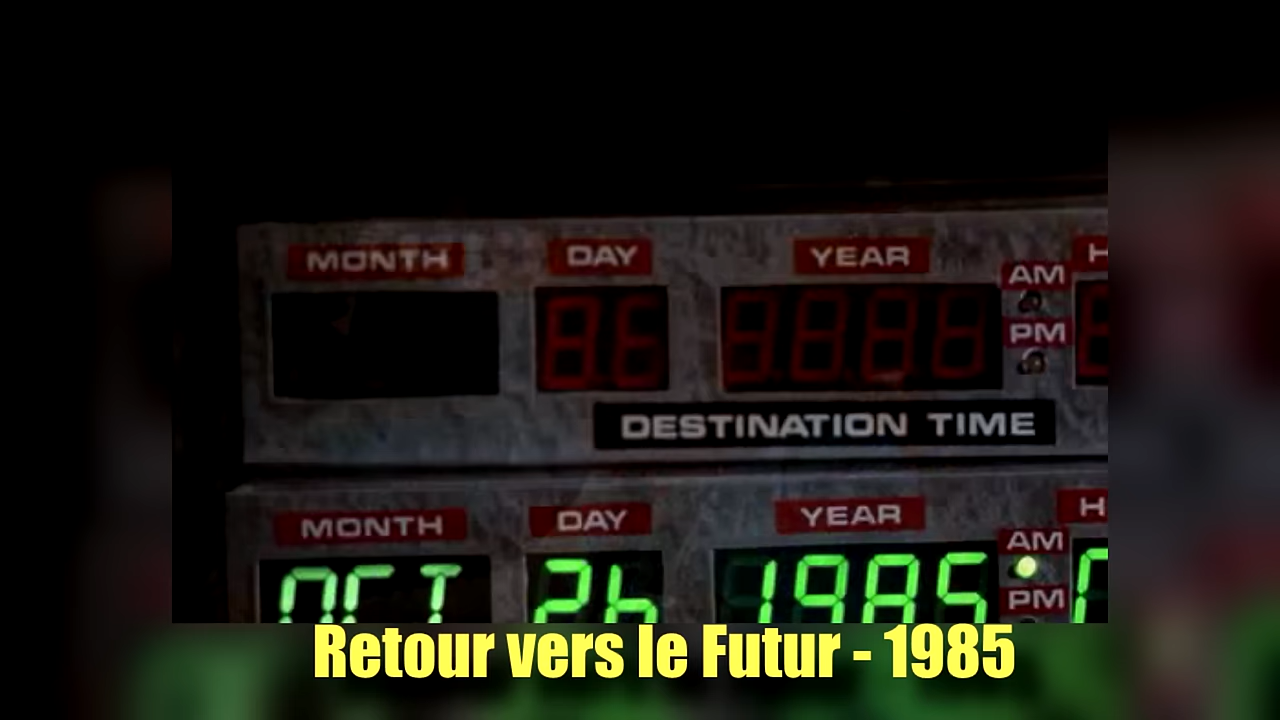 MONTH DAY YEAR H
AM
PM
DESTINATION TIME
MONTH DAY YEAR H
AM
OCT 26 1985
PM
Retour vers le Futur - 1985